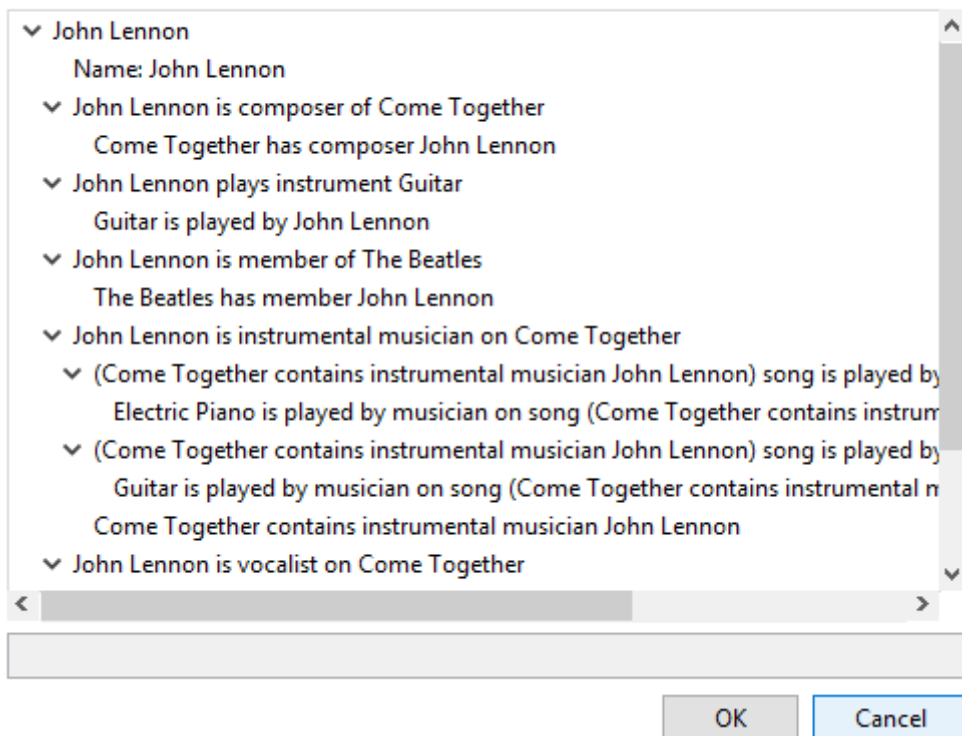 John Lennon
Name: John Lennon
John Lennon is composer of Come Together
Come Together has composer John Lennon
John Lennon plays instrument Guitar
Guitar is played by John Lennon
John Lennon is member of The Beatles
The Beatles has member John Lennon
John Lennon is instrumental musician on Come Together
(Come Together contains instrumental musician John Lennon) song is played by
Electric Piano is played by musician on song (Come Together contains
(Come Together contains instrumental musician John Lennon) song is played by
Guitar is played by musician on song (Come Together contains instrumental
Come Together contains instrumental musician John Lennon
John Lennon is vocalist on Come Together
OK Cancel